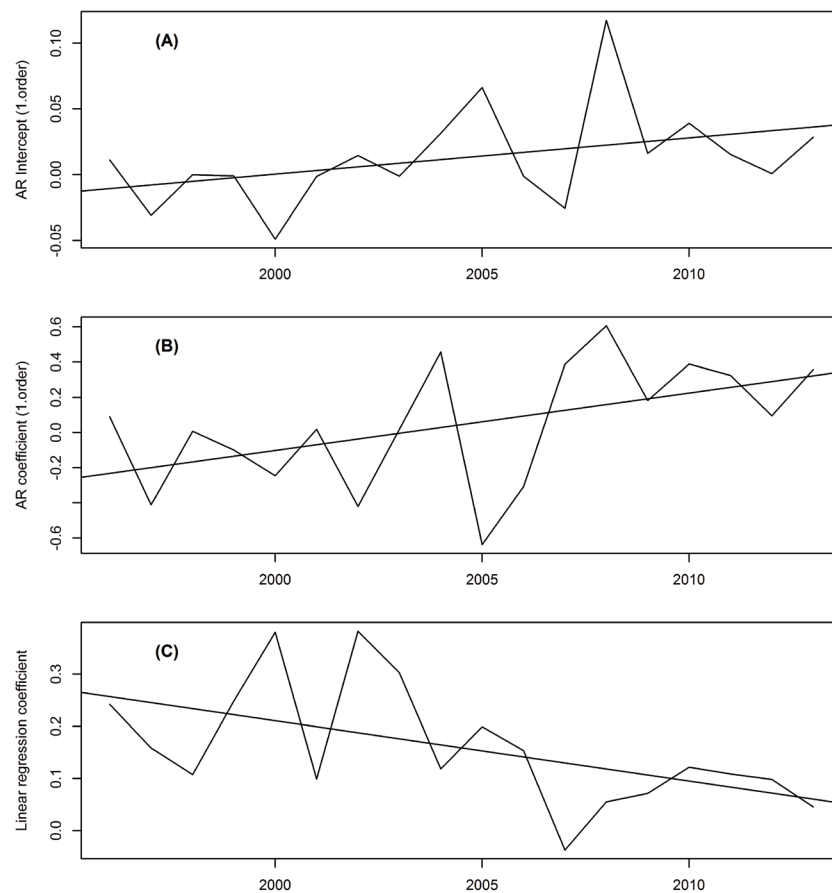 (A)
AR Intercept (1.order)
0.10
0.05
0.00
-0.05
2000 2005 2010
(B)
AR coefficient (1.order)
0.6
0.4
0.2
0.0
-0.2
-0.6
2000 2005 2010
(C)
Linear regression coefficient
0.3
0.2
0.1
0.0
2000 2005 2010